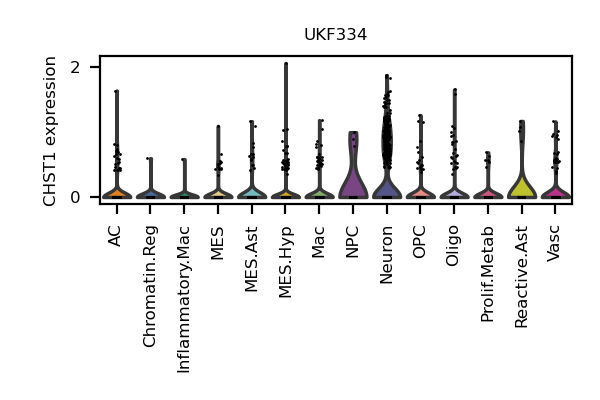 UKF334
CHST1 expression
2
0
AC
Chromatin.Reg
Inflammatory.Mac
MES
MES.Ast
MES.Hyp
Mac
NPC
Neuron
OPC
Oligo
Prolif.Metab
Reactive.Ast
Vasc